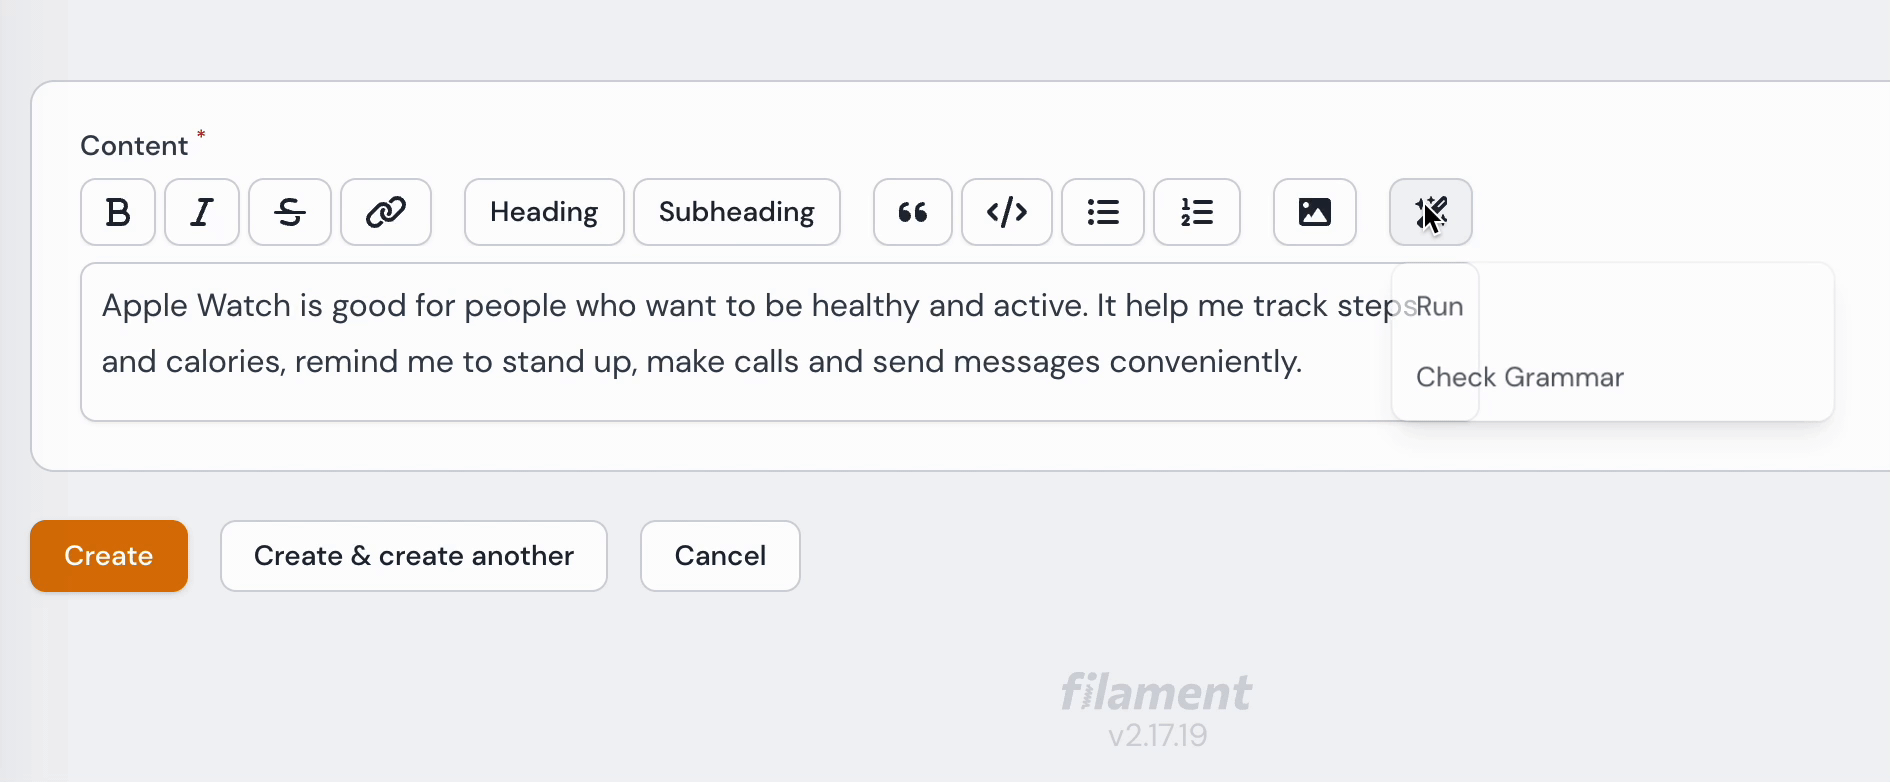 Content *
Heading
Subheading
Apple Watch is good for people who want to be healthy and active. It help me track steps
and calories, remind me to stand up, make calls and send messages conveniently.
Run
Check Grammar
Create
Create & create another
Cancel
filament
v2.17.19